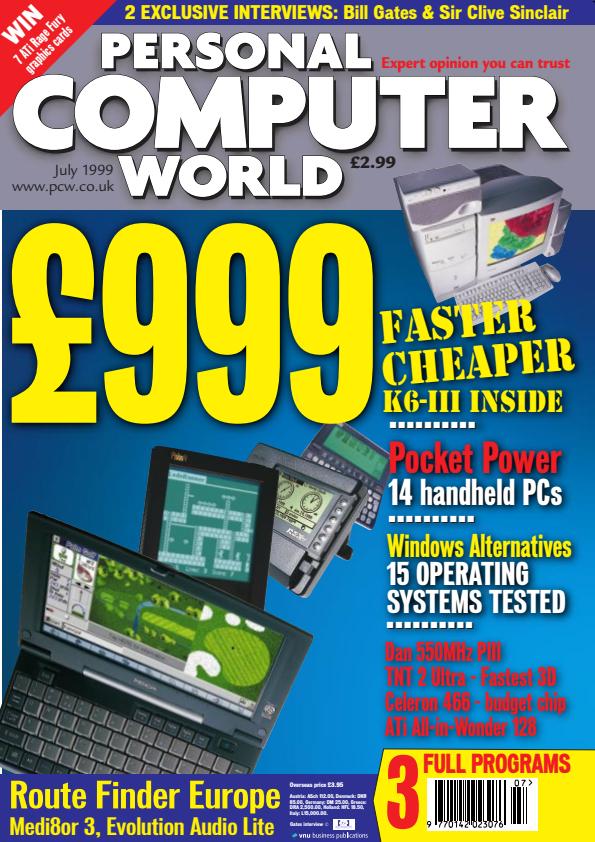 WIN
7 ATi Rage Fury
graphics cards
2 EXCLUSIVE INTERVIEWS: Bill Gates & Sir Clive Sinclair
PERSONAL
Expert opinion you can trust
COMPUTER
WORLD
July 1999
www.pcw.co.uk
£2.99
£999
FASTER
CHEAPER
K6-III INSIDE
Pocket Power
14 handheld PCs
Windows Alternatives
15 OPERATING
SYSTEMS TESTED
Dan 550MHz PIII
TNT 2 Ultra - Fastest 3D
Celeron 466 - budget chip
ATi All-in-Wonder 128
3 FULL PROGRAMS
07>
9 770142 023076
Route Finder Europe
Medi8or 3, Evolution Audio Lite
Overseas price £3.95
Austria: ASch 112.00, Denmark: DKR
85.00, Germany: DM 25.00, Greece:
DRA 2,500.00, Holland: HFL 19.50,
Italy: L15,000.00.
Gates interview ©
vnu business publications